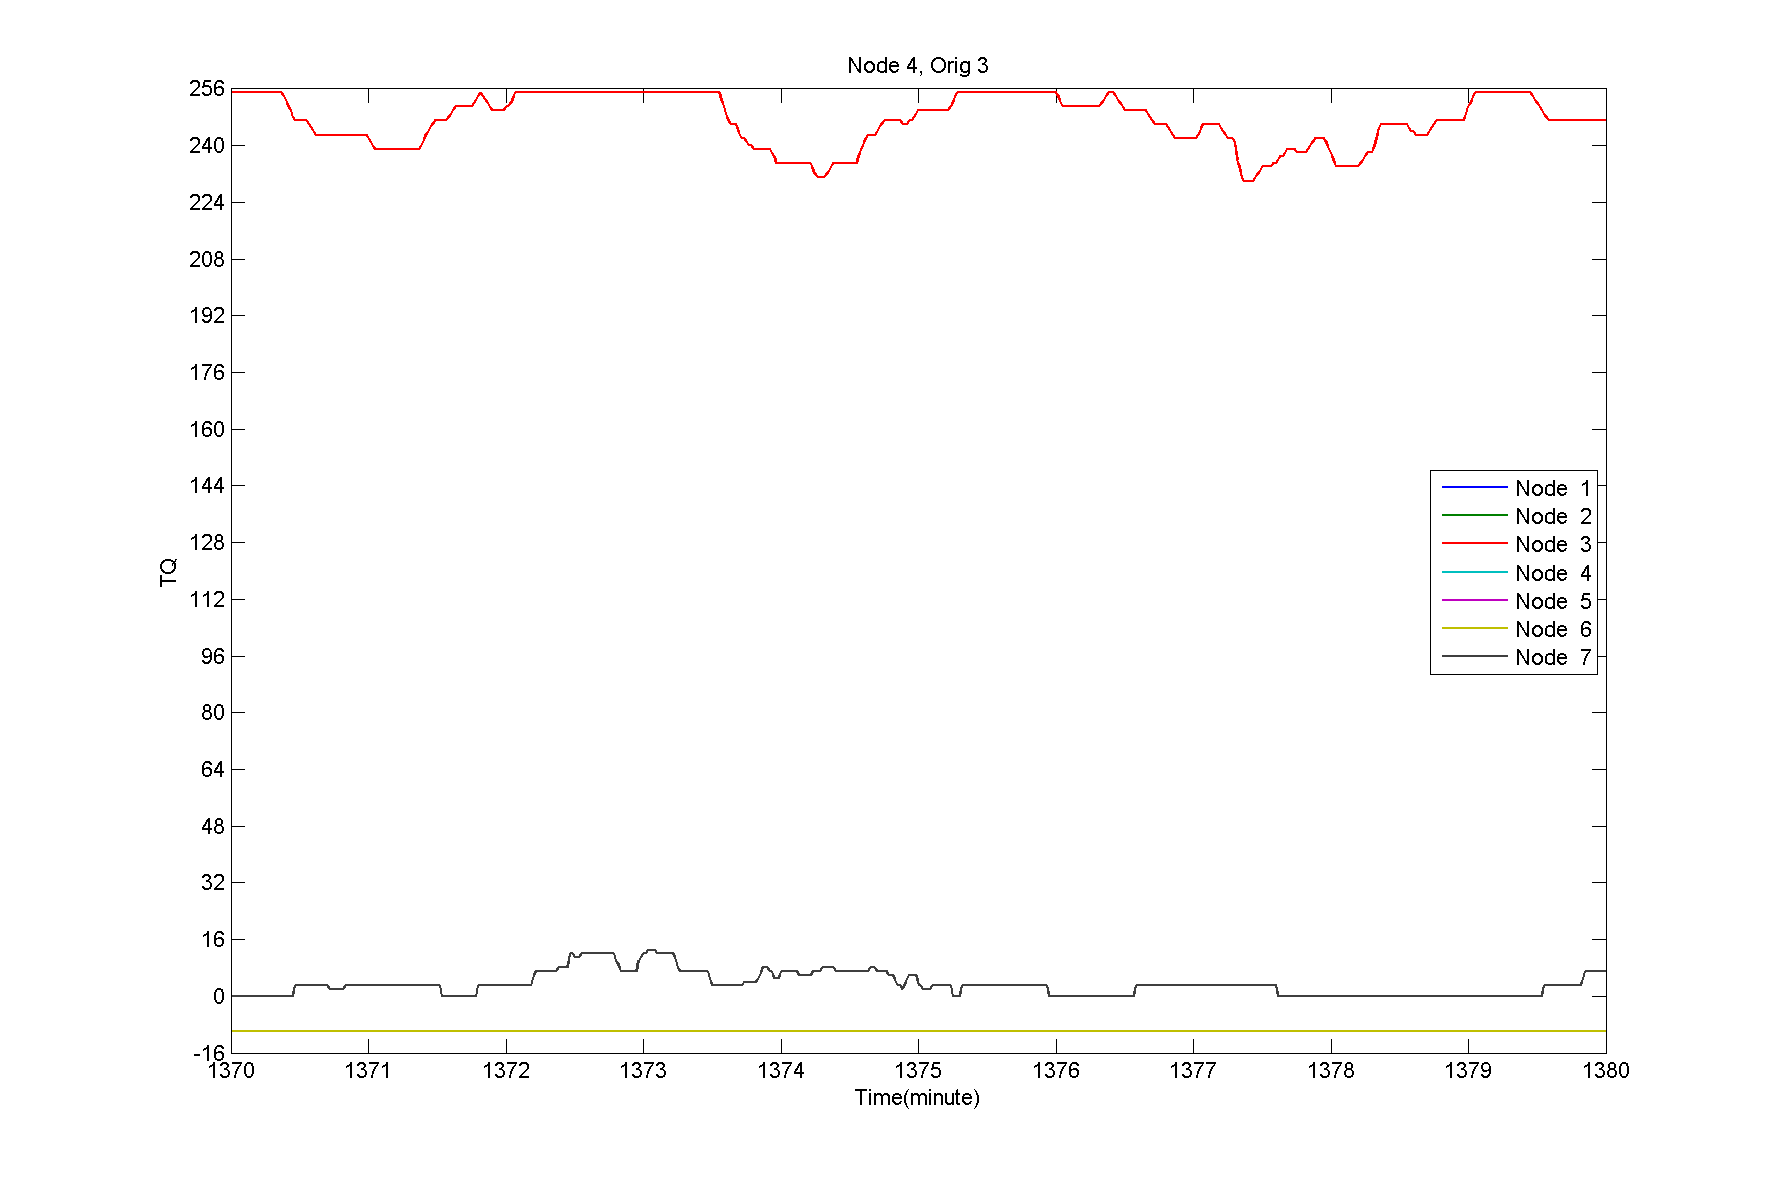 Node 4, Orig 3
256
240
224
208
192
176
160
144
128
112
96
80
64
48
32
16
0
-16
TQ
Node 1
Node 2
Node 3
Node 4
Node 5
Node 6
Node 7
1370 1371 1372 1373 1374 1375 1376 1377 1378 1379 1380
Time(minute)